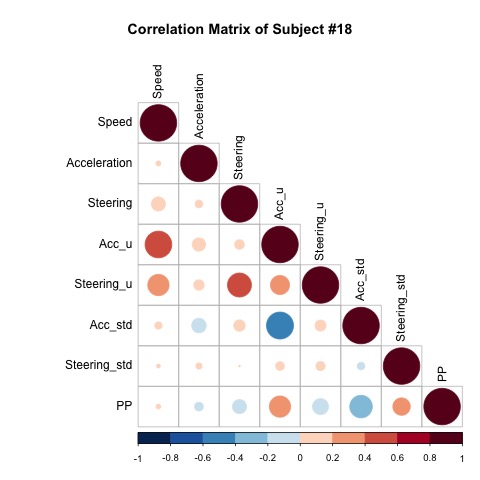 Correlation Matrix of Subject #18
Speed
Acceleration
Steering
Acc_u
Steering_u
Acc_std
Steering_std
PP
Speed
Acceleration
Steering
Acc_u
Steering_u
Acc_std
Steering_std
PP
-1 -0.8 -0.6 -0.4 -0.2 0 0.2 0.4 0.6 0.8 1